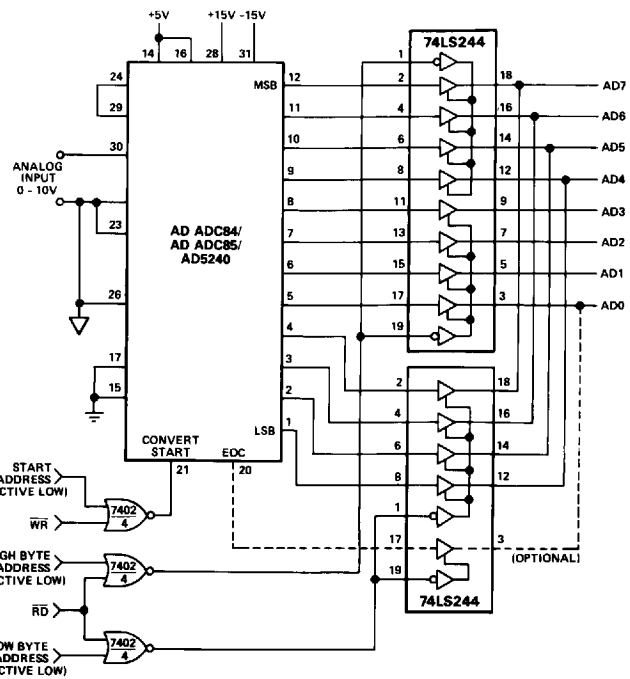 +5V
+15V -15V
14
16
28
31
74LS244
24
29
30
23
26
17
15
ANALOG
INPUT
0 - 10V
AD ADC84/
AD ADC85/
AD5240
MSB
LSB
CONVERT
START
EOC
21
20
12
11
10
9
8
7
6
5
4
3
2
1
1
2
4
6
8
11
13
15
17
19
18
16
14
12
9
7
5
3
AD7
AD6
AD5
AD4
AD3
AD2
AD1
AD0
2
4
6
8
1
17
19
18
16
14
12
3
(OPTIONAL)
74LS244
START
ADDRESS
CTIVE LOW)
WR
7402
4
GH BYTE
ADDRESS
CTIVE LOW)
7402
4
RD
OW BYTE
ADDRESS
CTIVE LOW)
7402
4